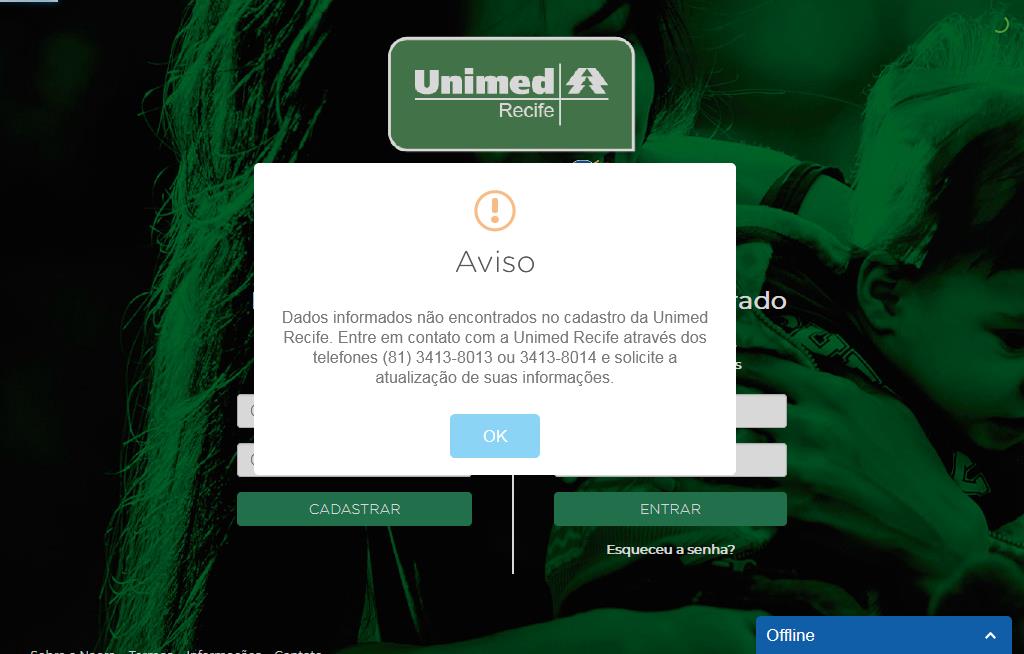 Unimed
Recife
Aviso
Dados informados não encontrados no cadastro da Unimed
Recife. Entre em contato com a Unimed Recife através dos
telefones (81) 3413-8013 ou 3413-8014 e solicite a
atualização de suas informações.
OK
CADASTRAR
ENTRAR
Esqueceu a senha?
Offline